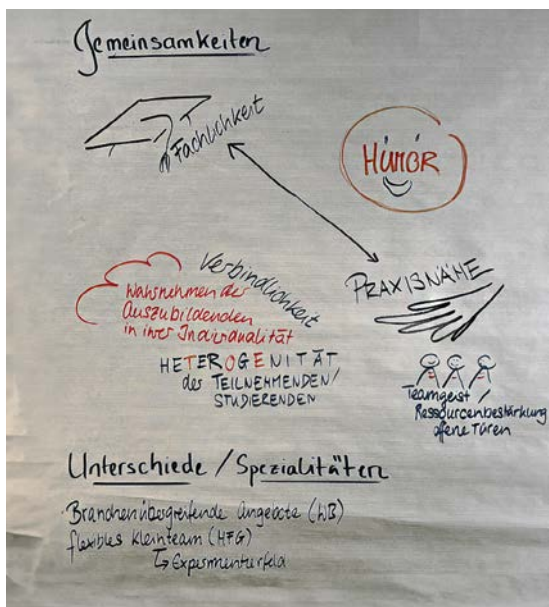 Gemeinsamkeiten
Fachlichkeit
HUMOR
Verbindlichkeit
PRAXISNÄHE
Wahrnehmen der
Auszubildenden
in ihrer Individualität
HETEROGENITÄT
des TEILNEHMENDEN/
STUDIERENDEN
Teamgeist /
Ressourcenbestärkung
offene Türen
Unterschiede / Spezialitäten
Branchenübergreifende Angebote (WB)
flexibles Kleinteam (HFG)
↳ Experimentierfeld